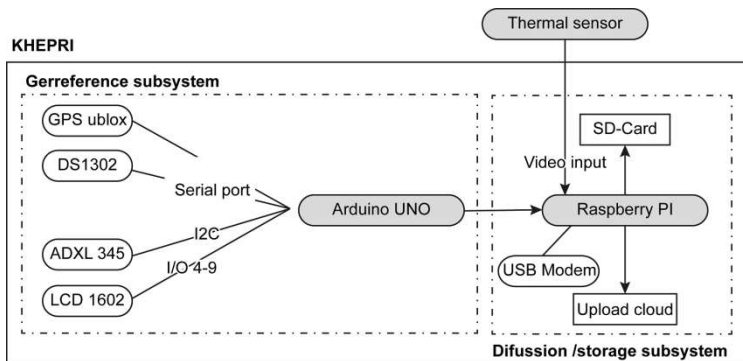 Thermal sensor
KHEPRI
Gerreference subsystem
GPS ublox
SD-Card
DS1302
Video input
Serial port
Arduino UNO
Raspberry PI
I2C
ADXL 345
I/O 4-9
USB Modem
LCD 1602
Upload cloud
Difussion /storage subsystem